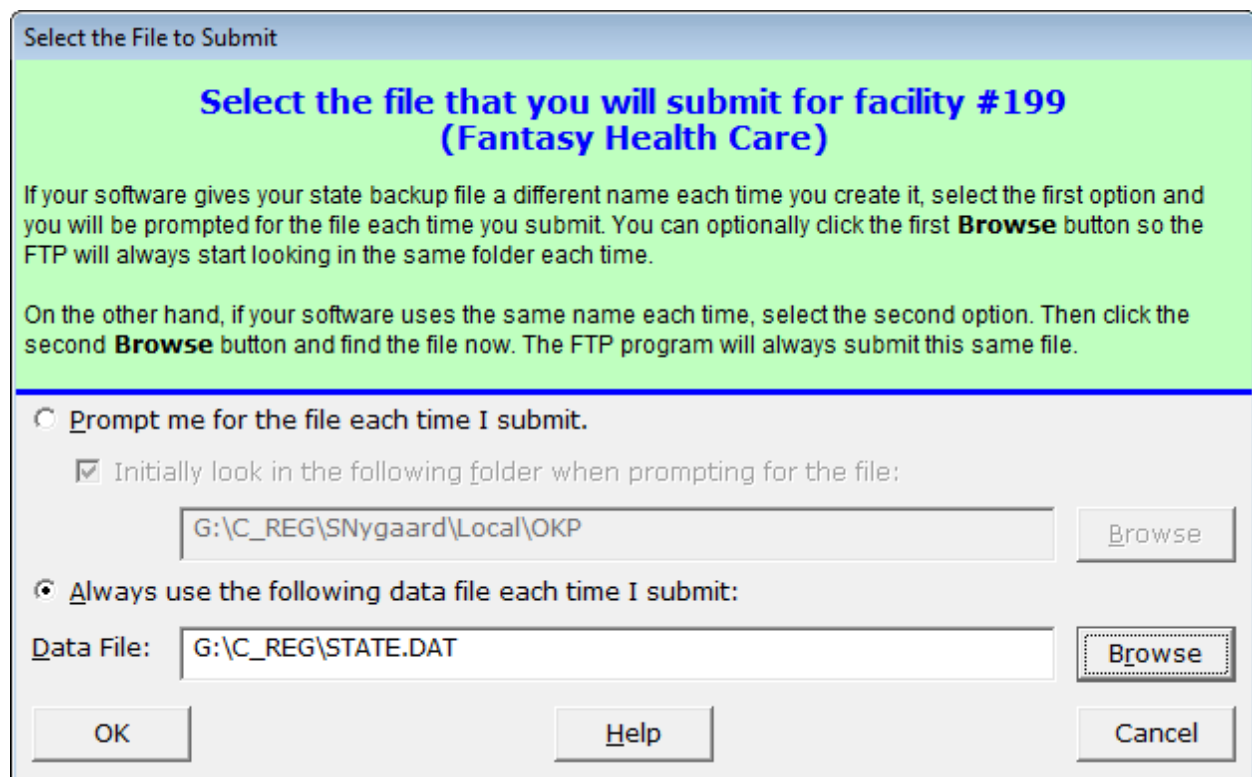 Select the File to Submit
Select the file that you will submit for facility #199
(Fantasy Health Care)
If your software gives your state backup file a different name each time you create it, select the first option and
you will be prompted for the file each time you submit. You can optionally click the first Browse button so the
FTP will always start looking in the same folder each time.
On the other hand, if your software uses the same name each time, select the second option. Then click the
second Browse button and find the file now. The FTP program will always submit this same file.
Prompt me for the file each time I submit.
Initially look in the following folder when prompting for the file:
G:\C_REG\SNygaard\Local\OKP Browse
Always use the following data file each time I submit:
Data File: G:\C_REG\STATE.DAT Browse
OK Help Cancel